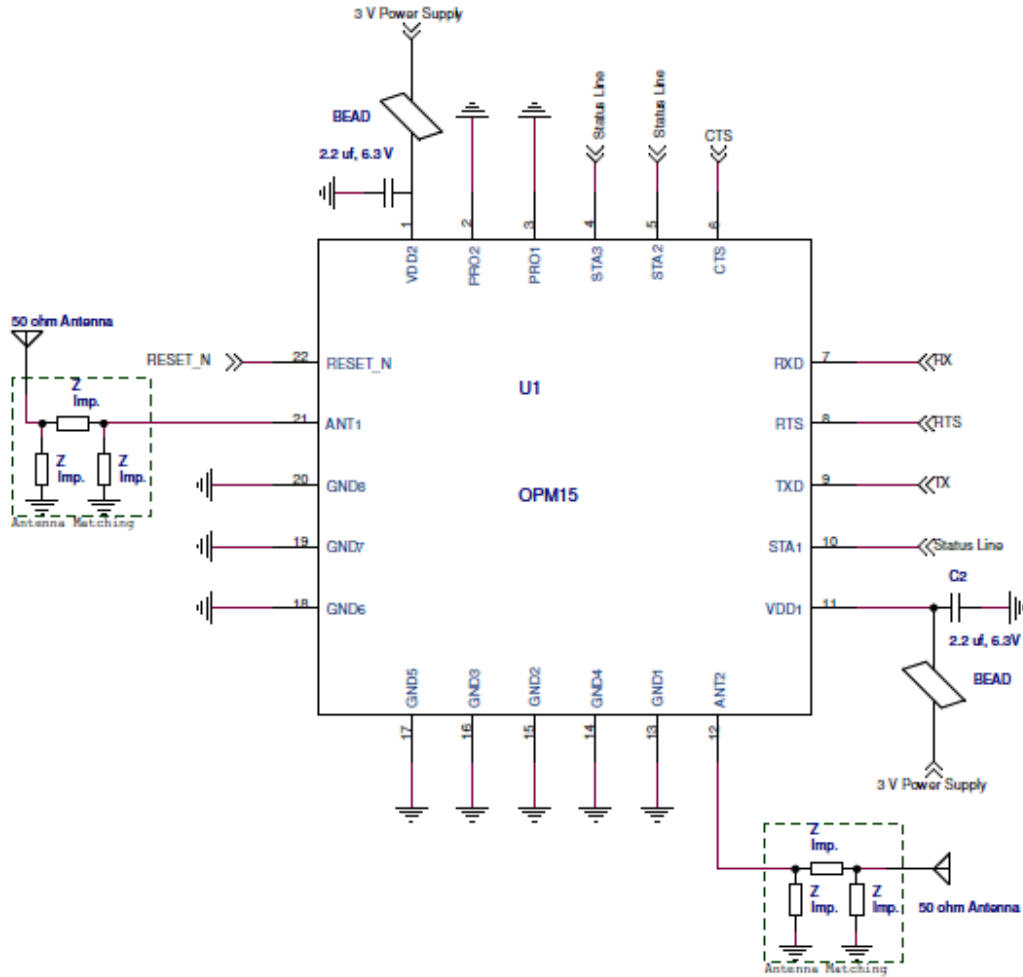 3 V Power Supply
BEAD
2.2 uf, 6.3 V
Status Line
Status Line
CTS
1
2
3
4
5
6
VDD2
PRO2
PRO1
STA3
STA2
CTS
50 ohm Antenna
RESET_N
22
RESET_N
RXD
7
RX
U1
Z
Imp.
21
ANT1
RTS
8
RTS
Z
Imp.
Z
Imp.
20
GND8
OPM15
TXD
9
TX
Antenna Matching
19
GND7
STA1
10
Status Line
C2
18
GND6
VDD1
11
2.2 uf, 6.3V
BEAD
GND5
GND3
GND2
GND4
GND1
ANT2
17
16
15
14
13
12
3 V Power Supply
Z
Imp.
Z
Imp.
Z
Imp.
50 ohm Antenna
Antenna Matching